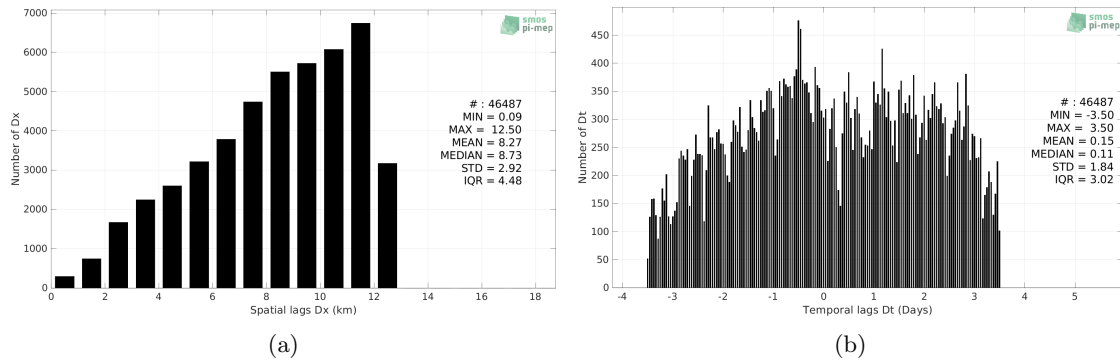 7000
6000
5000
4000
3000
2000
1000
0
Number of Dx
smos
pi-mep
# : 46487
MIN = 0.09
MAX = 12.50
MEAN = 8.27
MEDIAN = 8.73
STD = 2.92
IQR = 4.48
0 2 4 6 8 10 12 14 16 18
Spatial lags Dx (km)
(a)
450
400
350
300
250
200
150
100
50
0
Number of Dt
smos
pi-mep
# : 46487
MIN = -3.50
MAX = 3.50
MEAN = 0.15
MEDIAN = 0.11
STD = 1.84
IQR = 3.02
-4 -3 -2 -1 0 1 2 3 4 5
Temporal lags Dt (Days)
(b)